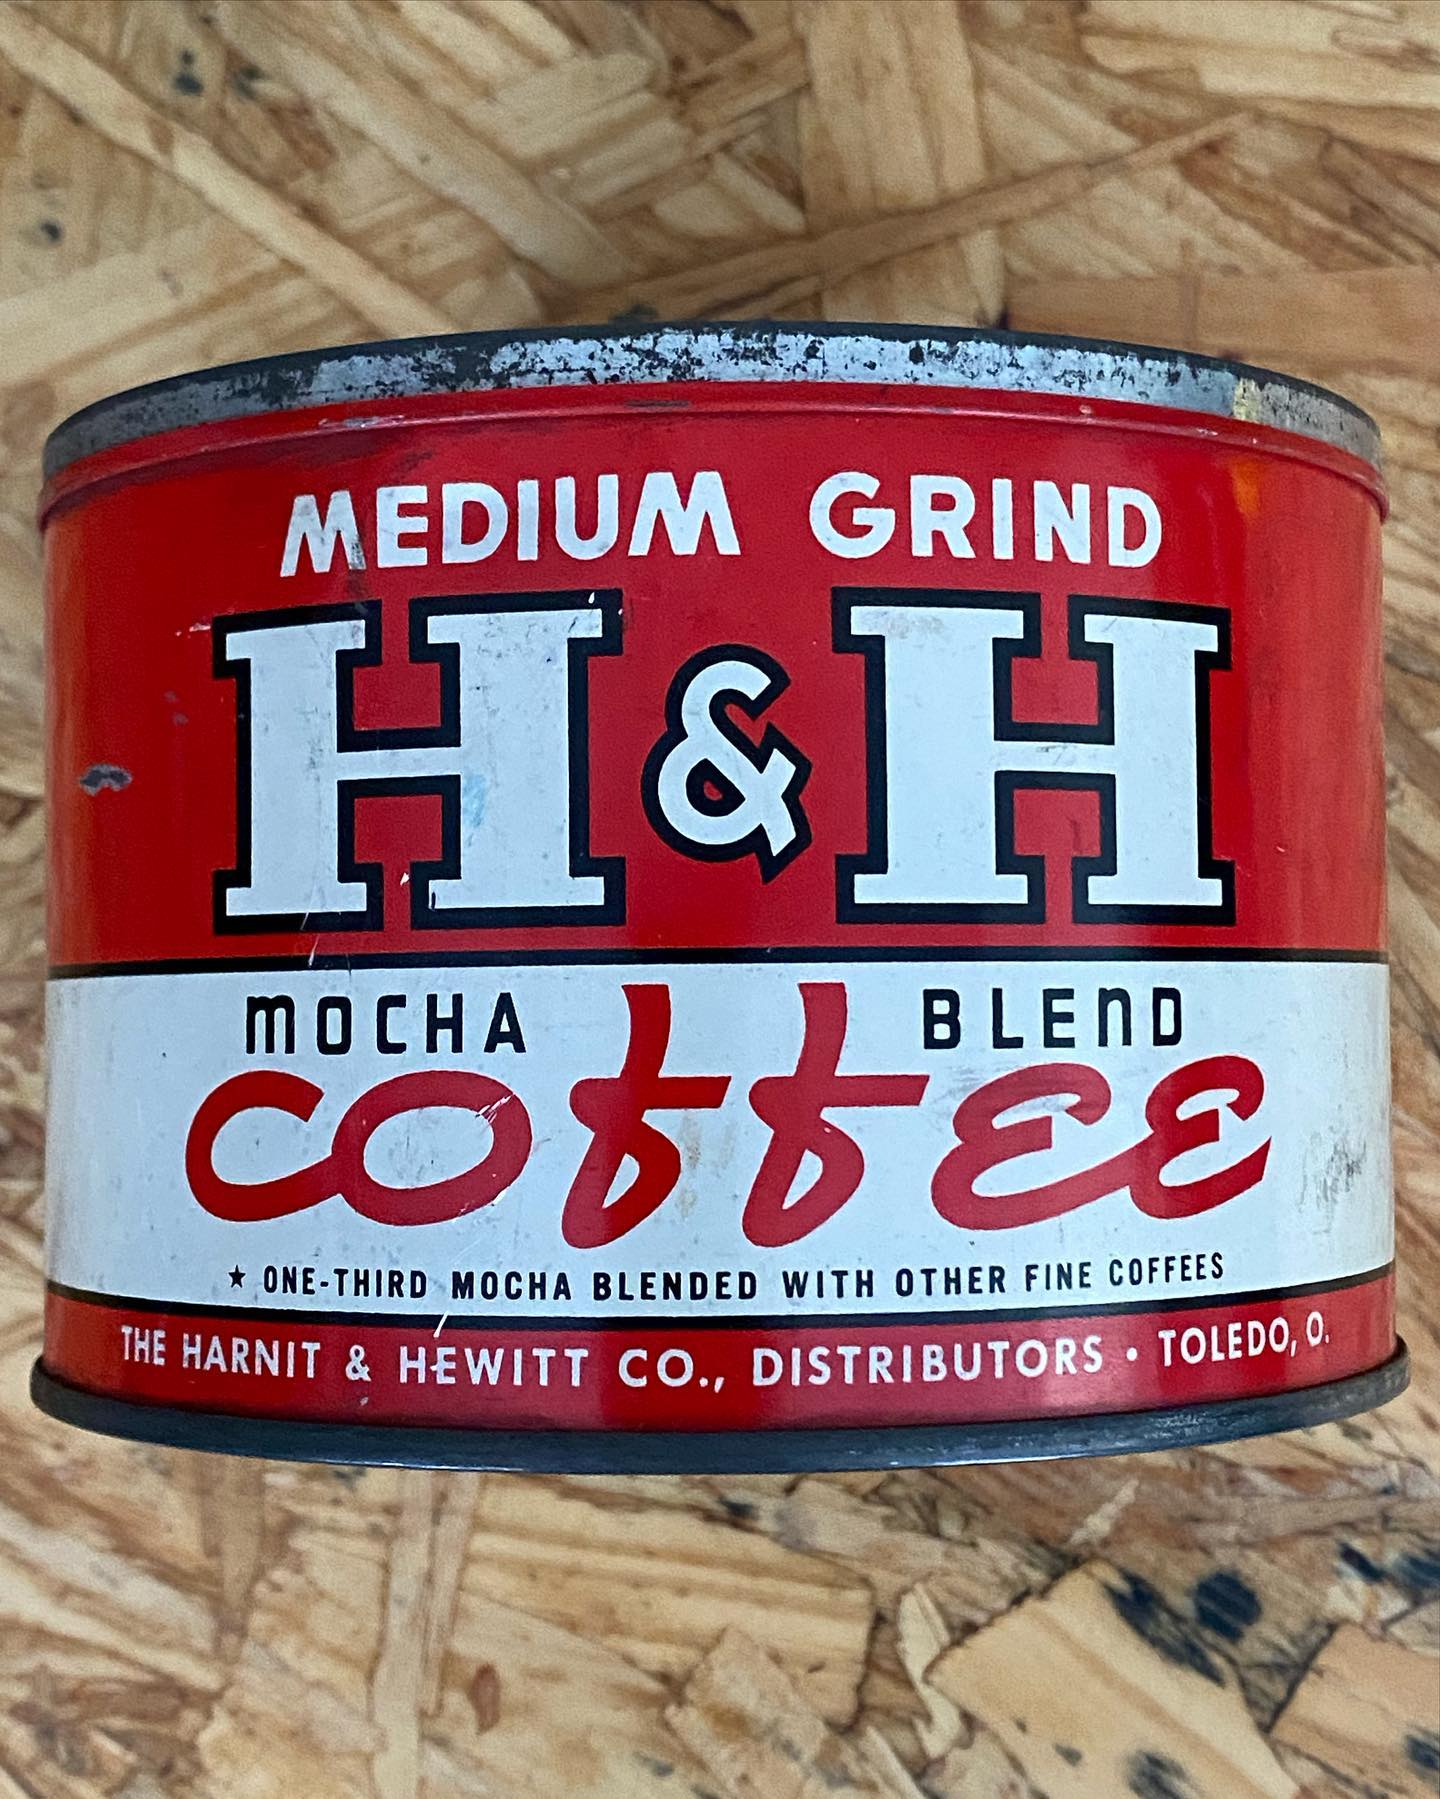 MEDIUM GRIND
H & H
MOCHA BLEND
coffee
★ ONE-THIRD MOCHA BLENDED WITH OTHER FINE COFFEES
THE HARNIT & HEWITT CO., DISTRIBUTORS • TOLEDO, O.